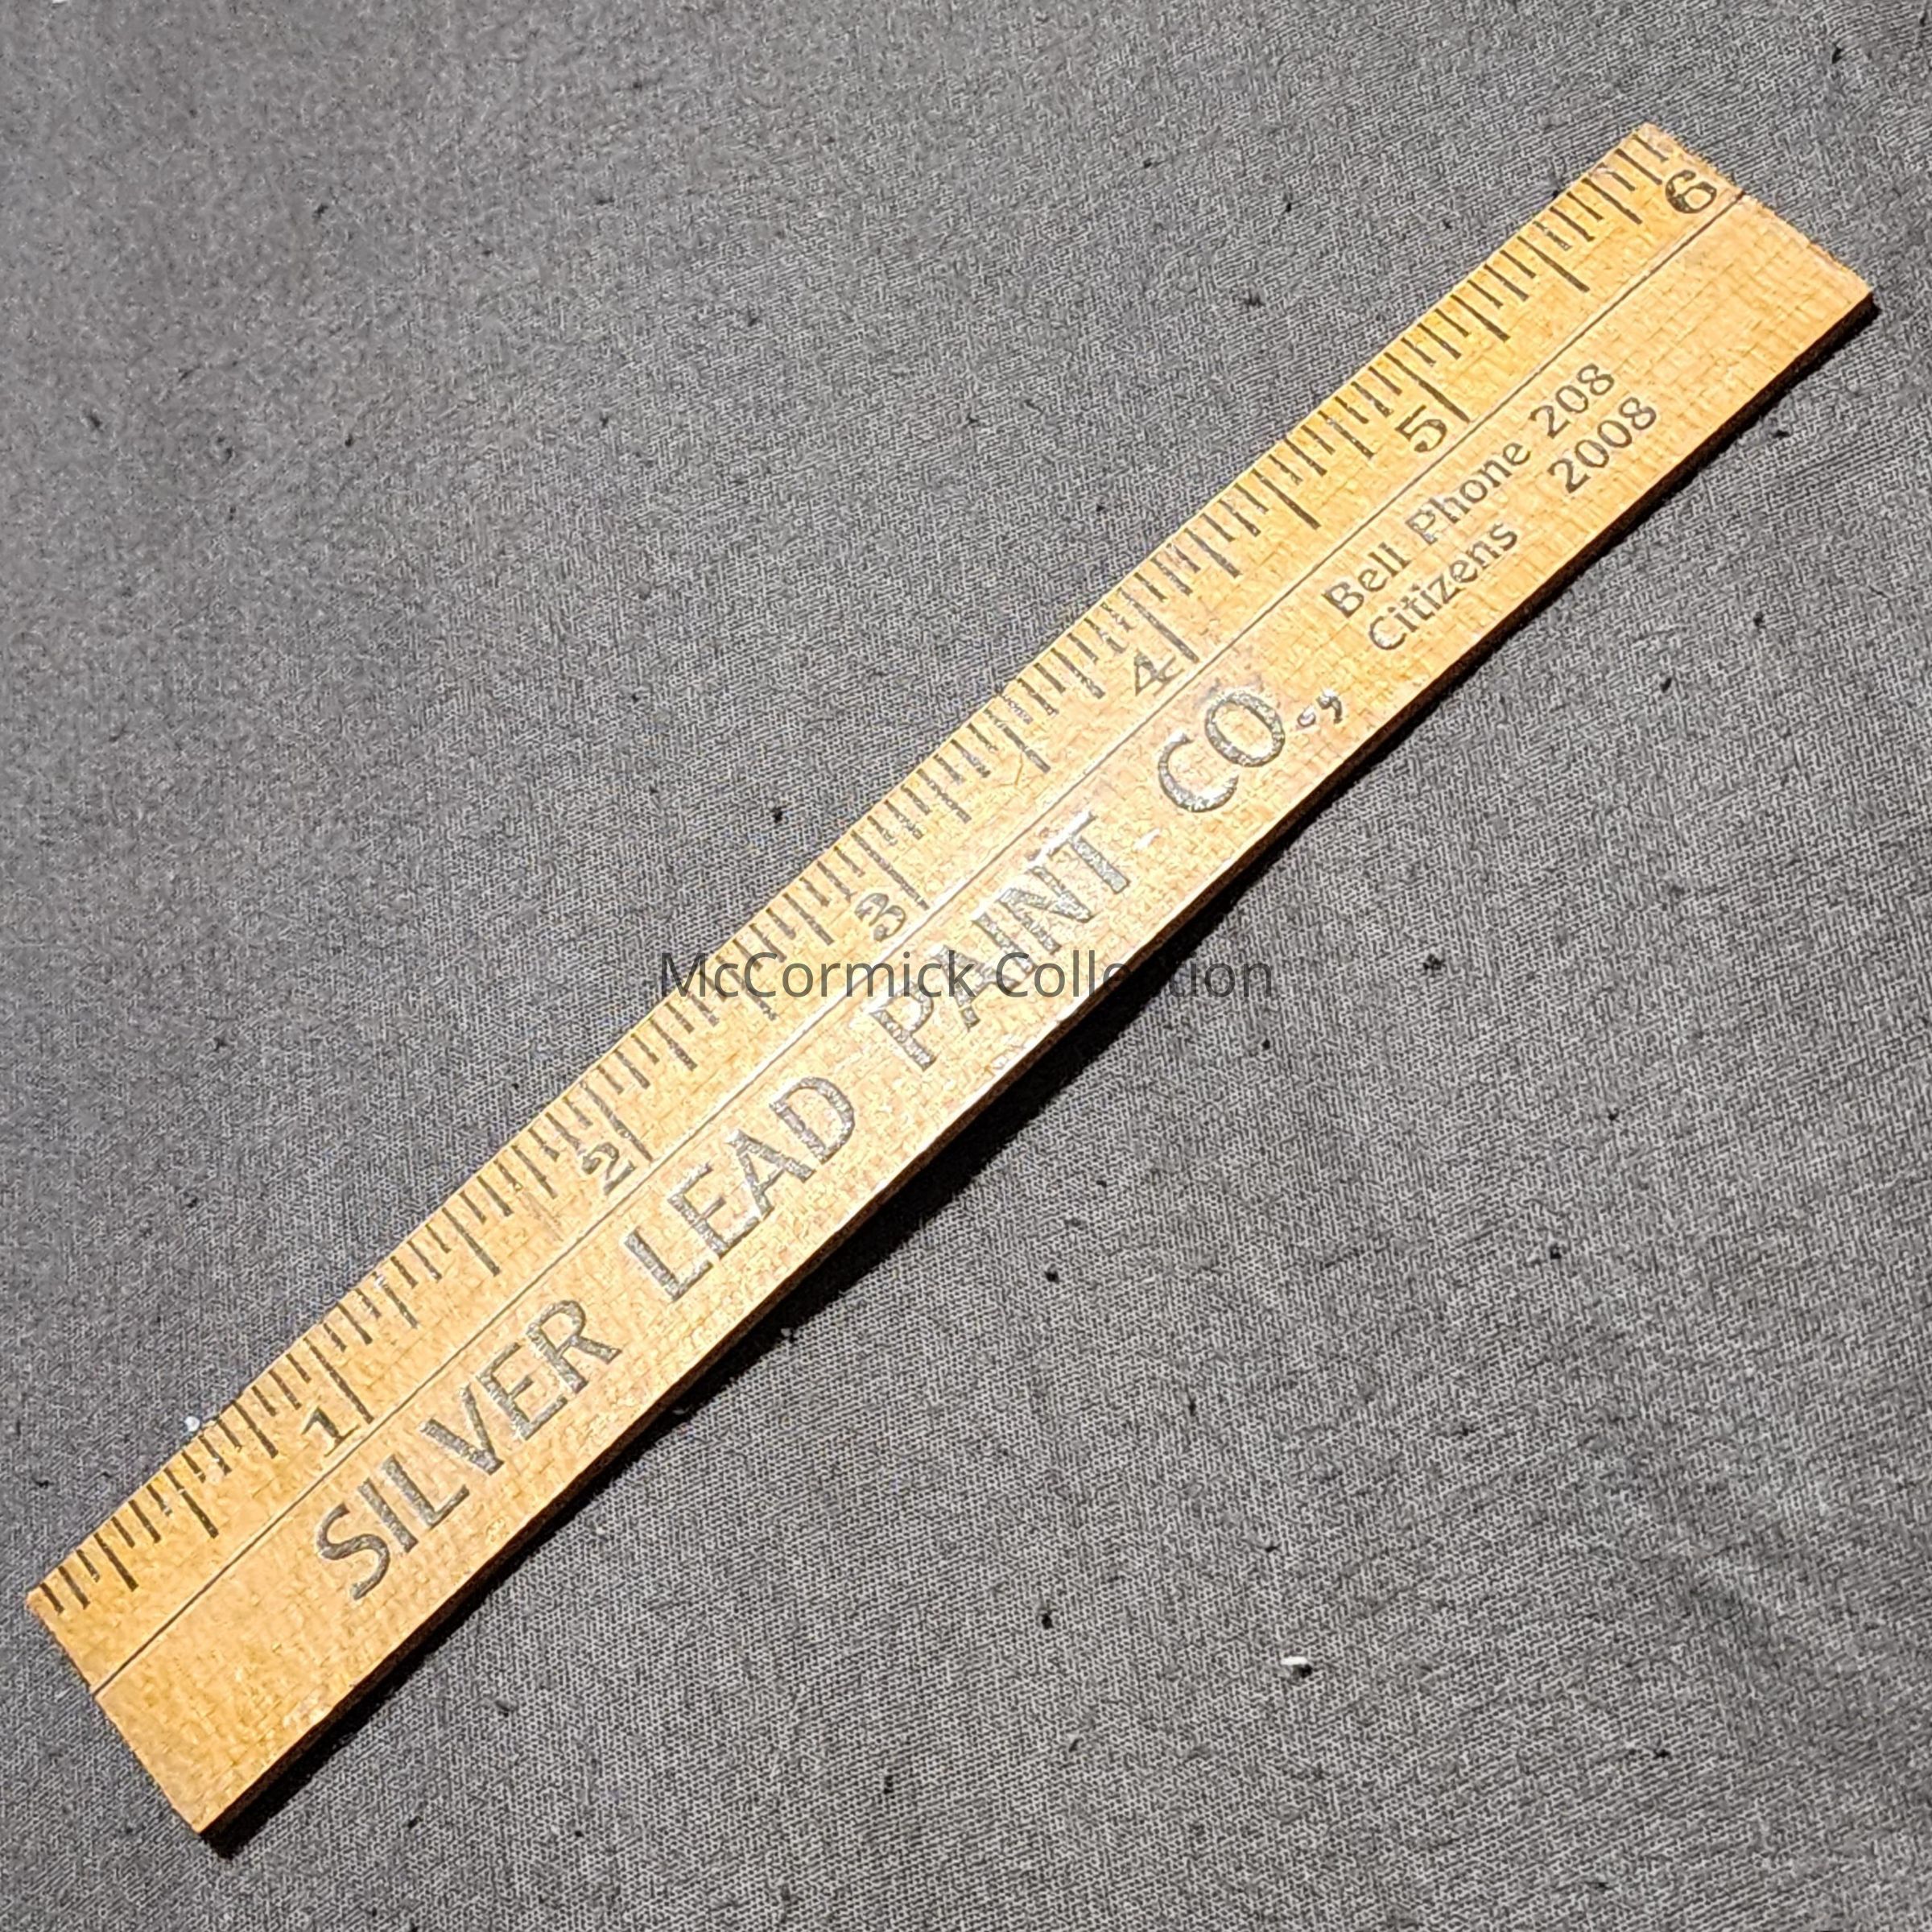 1 2 3 4 5 6
SILVER LEAD PAINT CO.,
Bell Phone 208
Citizens 2008
McCormick Collection